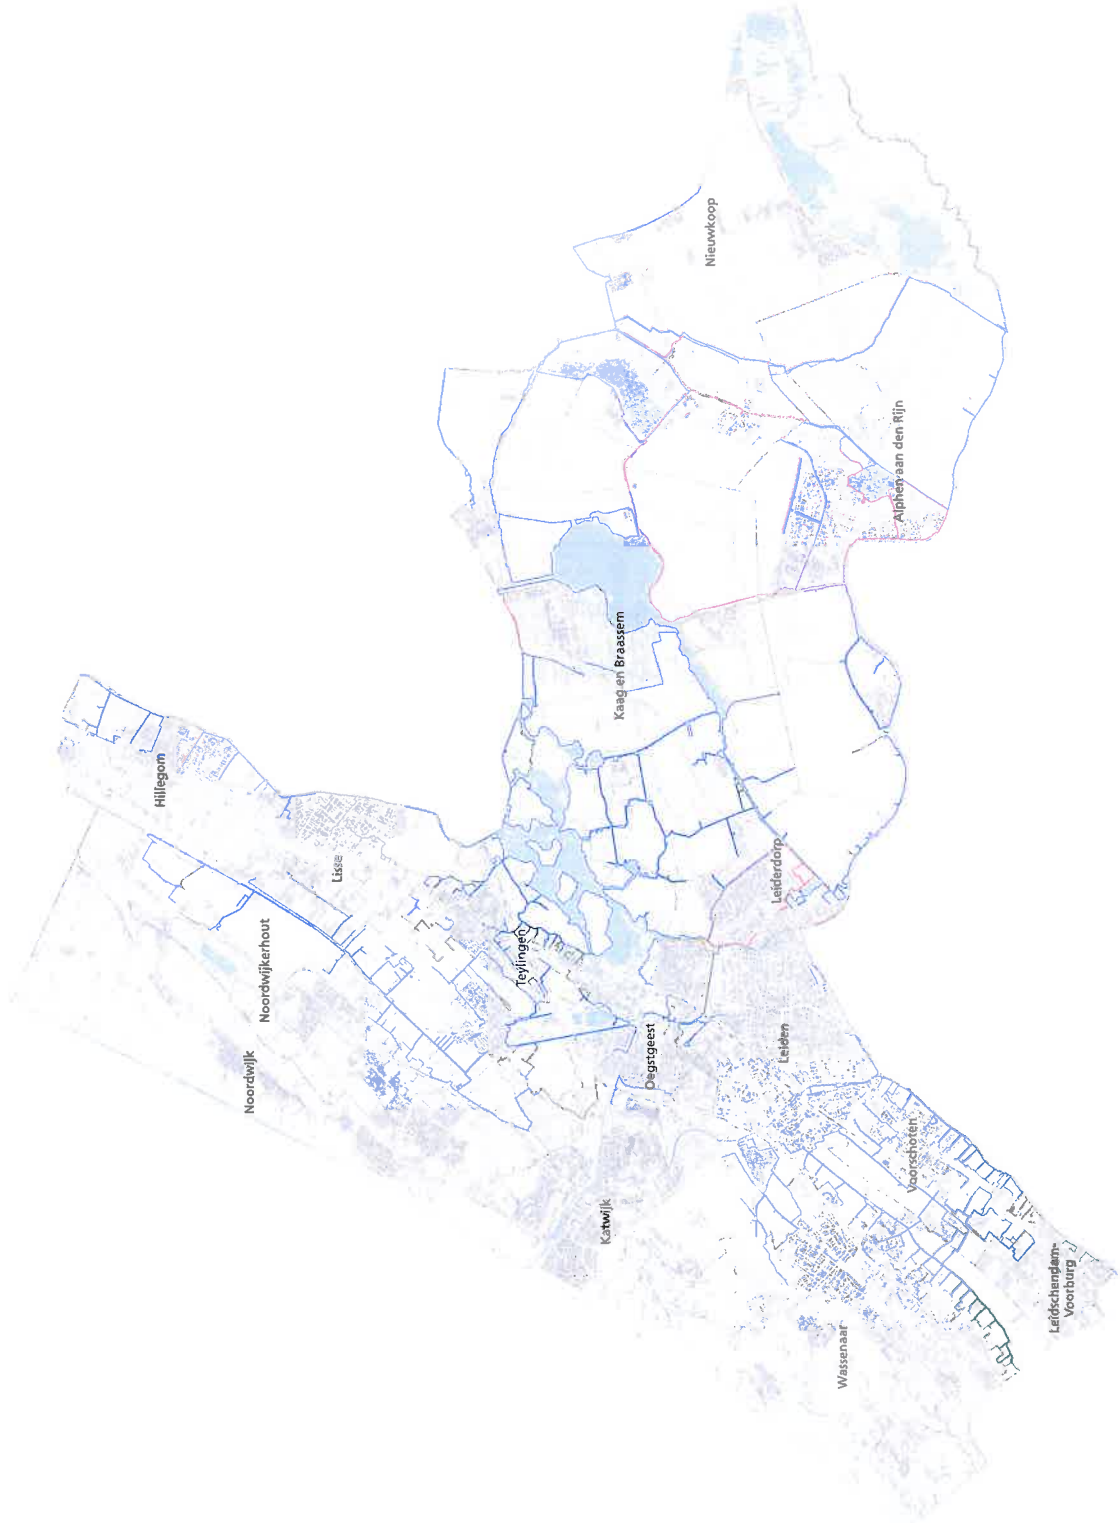 Hillegom
Lisse
Noordwijkerhout
Noordwijk
Teylingen
Katwijk
Oegstgeest
Kaag en Braassem
Nieuwkoop
Leiderdorp
Leiden
Alphen aan den Rijn
Wassenaar
Voorschoten
Leidschendam-
Voorburg